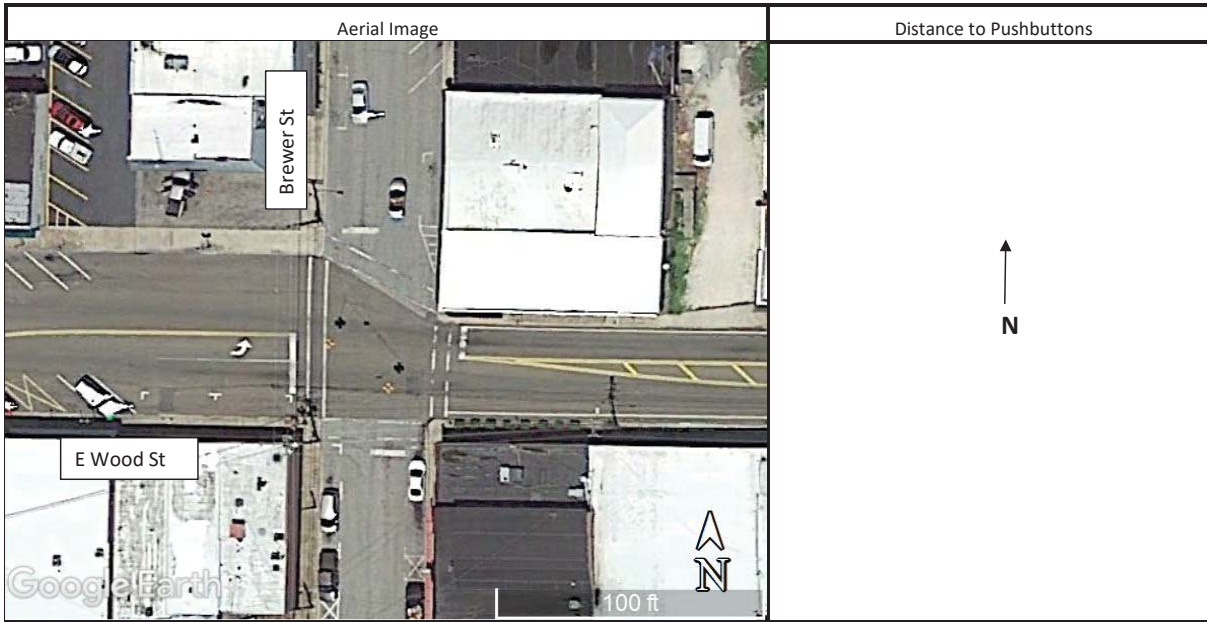 Aerial Image
Distance to Pushbuttons
Brewer St
E Wood St
N
N
Google Earth
100 ft